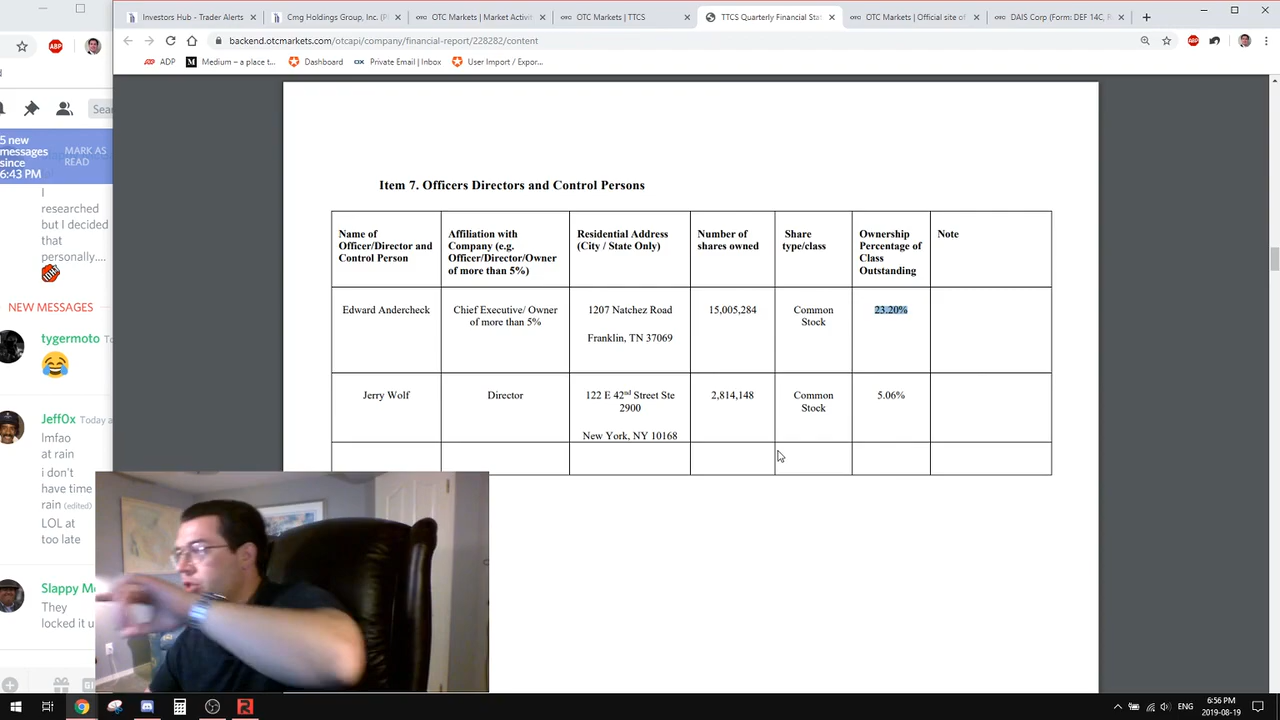 Investors Hub - Trader Alerts
Cmg Holdings Group, Inc. (P
OTC Markets | Market Activi
OTC Markets | TTCS
TTCS Quarterly Financial Sta
OTC Markets | Official site of
DAIS Corp (Form: DEF 14C, R
backend.otcmarkets.com/otcapi/company/financial-report/228282/content
ADP
Medium – a place t...
Dashboard
Private Email | Inbox
User Import / Expor...
Sear
5 new
messages
since
6:43 PM
MARK AS
READ
I
researched
but I decided
that
personally....
NEW MESSAGES
tygermoto
Jeff0x Today a
lmfao
at rain
i don't
have time
rain (edited)
LOL at
too late
Slappy M
They
locked it u
Item 7. Officers Directors and Control Persons
Name of
Officer/Director and
Control Person
Affiliation with
Company (e.g.
Officer/Director/Owner
of more than 5%)
Residential Address
(City / State Only)
Number of
shares owned
Share
type/class
Ownership
Percentage of
Class
Outstanding
Note
Edward Andercheck
Chief Executive/ Owner
of more than 5%
1207 Natchez Road
Franklin, TN 37069
15,005,284
Common
Stock
23.20%
Jerry Wolf
Director
122 E 42nd Street Ste
2900
New York, NY 10168
2,814,148
Common
Stock
5.06%
ENG
6:56 PM
2019-08-19